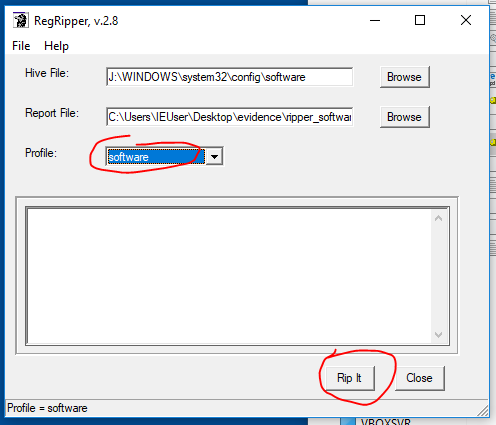 RegRipper, v.2.8
File Help
Hive File: J:\WINDOWS\system32\config\software Browse
Report File: C:\Users\IEUser\Desktop\evidence\ripper_softwar Browse
Profile: software
Rip It Close
Profile = software
VBOXSVR